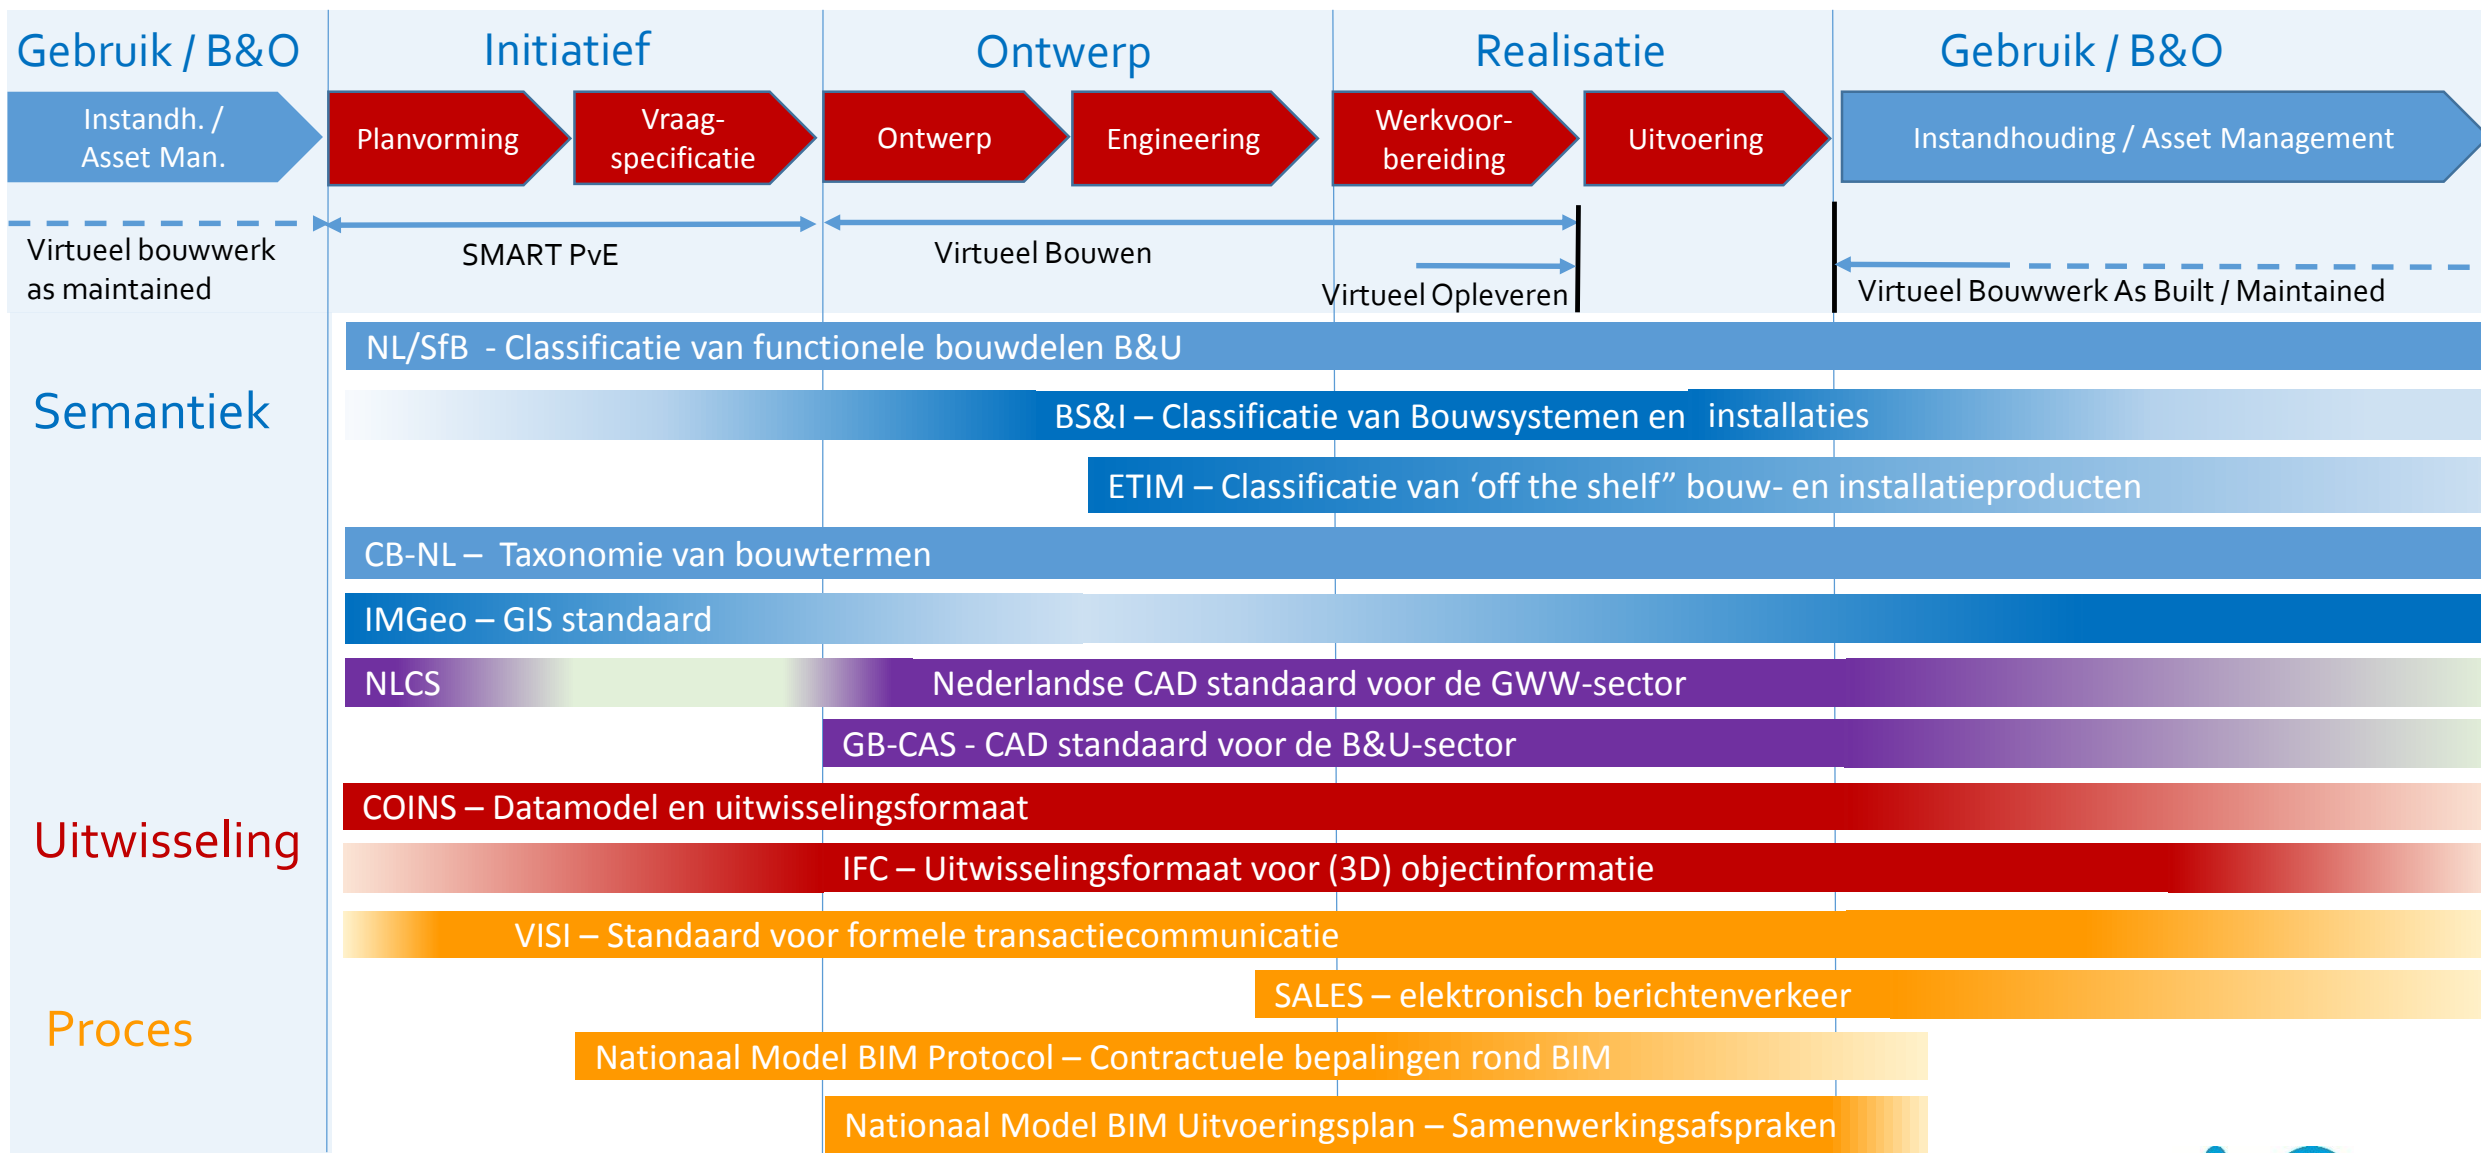 Gebruik / B&O
Initiatief
Ontwerp
Realisatie
Gebruik / B&O
Instandh. /
Asset Man.
Planvorming
Vraag-
specificatie
Ontwerp
Engineering
Werkvoor-
bereiding
Uitvoering
Instandhouding / Asset Management
Virtueel bouwwerk
as maintained
SMART PvE
Virtueel Bouwen
Virtueel Opleveren
Virtueel Bouwwerk As Built / Maintained
Semantiek
NL/SfB - Classificatie van functionele bouwdelen B&U
BS&I – Classificatie van Bouwsystemen en installaties
ETIM – Classificatie van ‘off the shelf” bouw- en installatieproducten
CB-NL – Taxonomie van bouwtermen
IMGeo – GIS standaard
NLCS Nederlandse CAD standaard voor de GWW-sector
GB-CAS - CAD standaard voor de B&U-sector
Uitwisseling
COINS – Datamodel en uitwisselingsformaat
IFC – Uitwisselingsformaat voor (3D) objectinformatie
VISI – Standaard voor formele transactiecommunicatie
Proces
SALES – elektronisch berichtenverkeer
Nationaal Model BIM Protocol – Contractuele bepalingen rond BIM
Nationaal Model BIM Uitvoeringsplan – Samenwerkingsafspraken